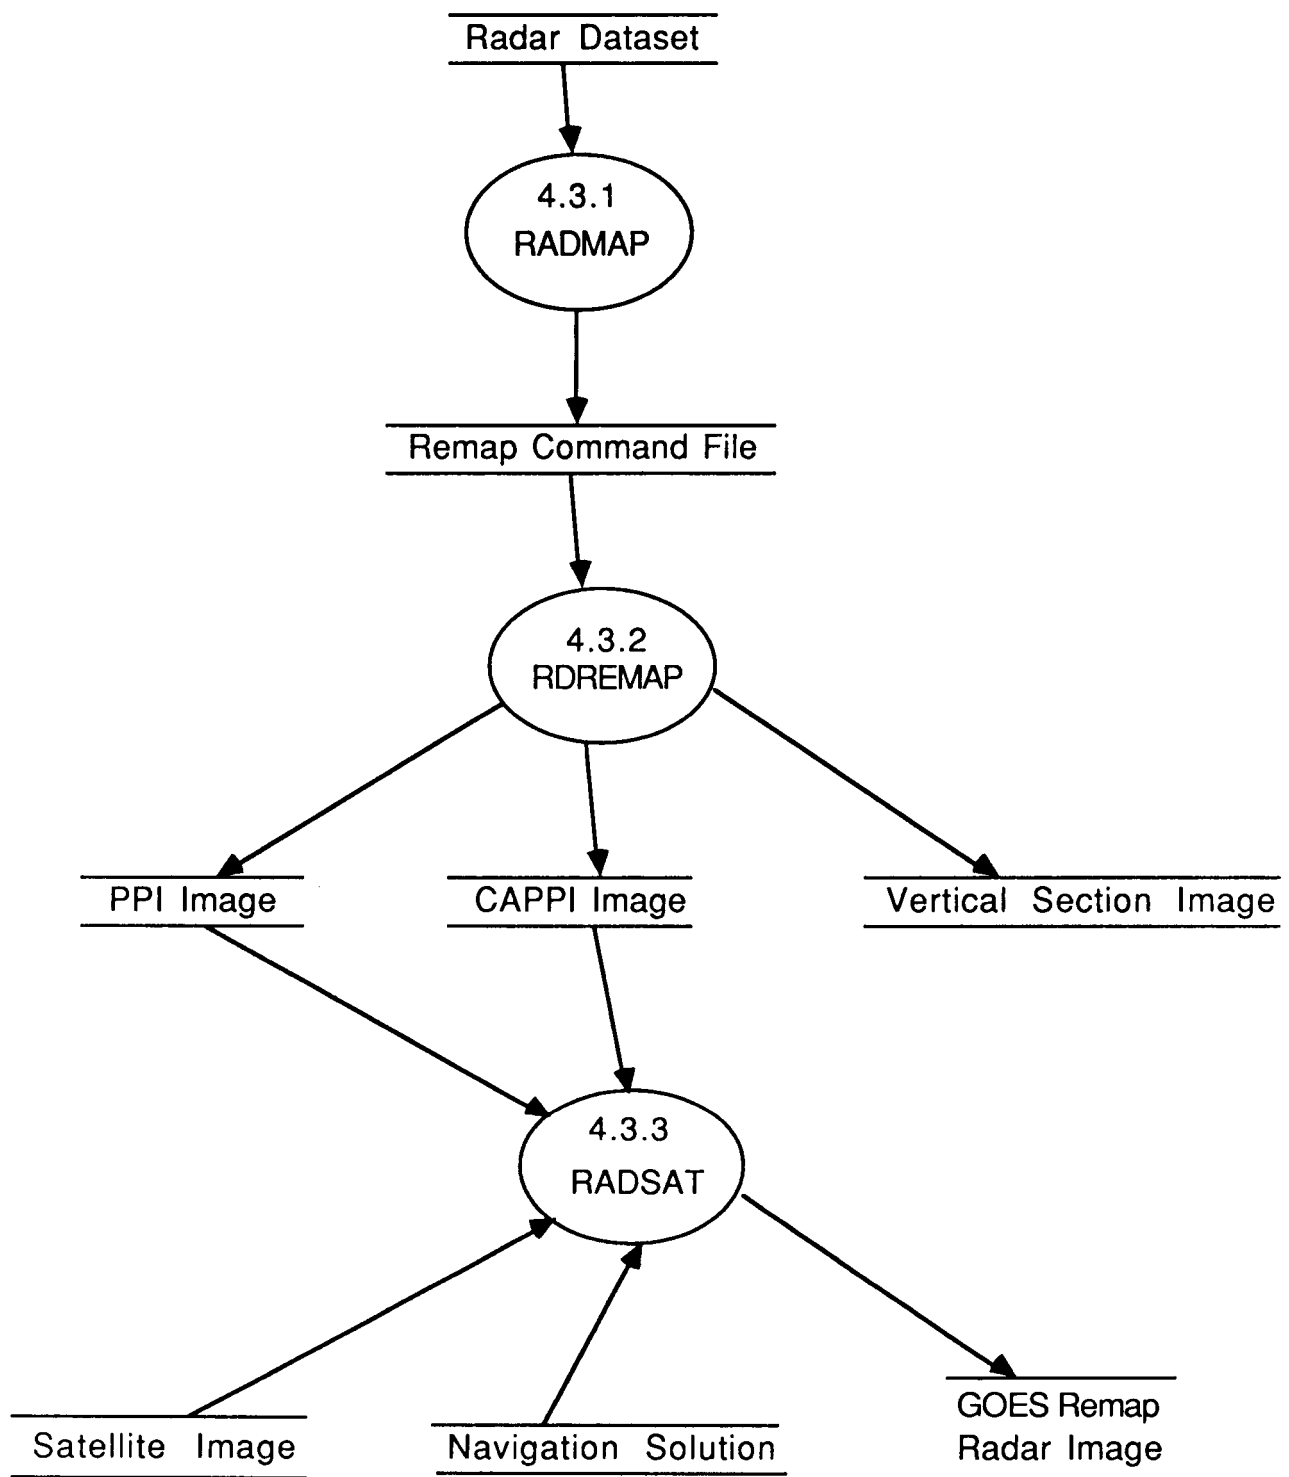 Radar Dataset
4.3.1
RADMAP
Remap Command File
4.3.2
RDREMAP
PPI Image
CAPPI Image
Vertical Section Image
4.3.3
RADSAT
Satellite Image
Navigation Solution
GOES Remap
Radar Image